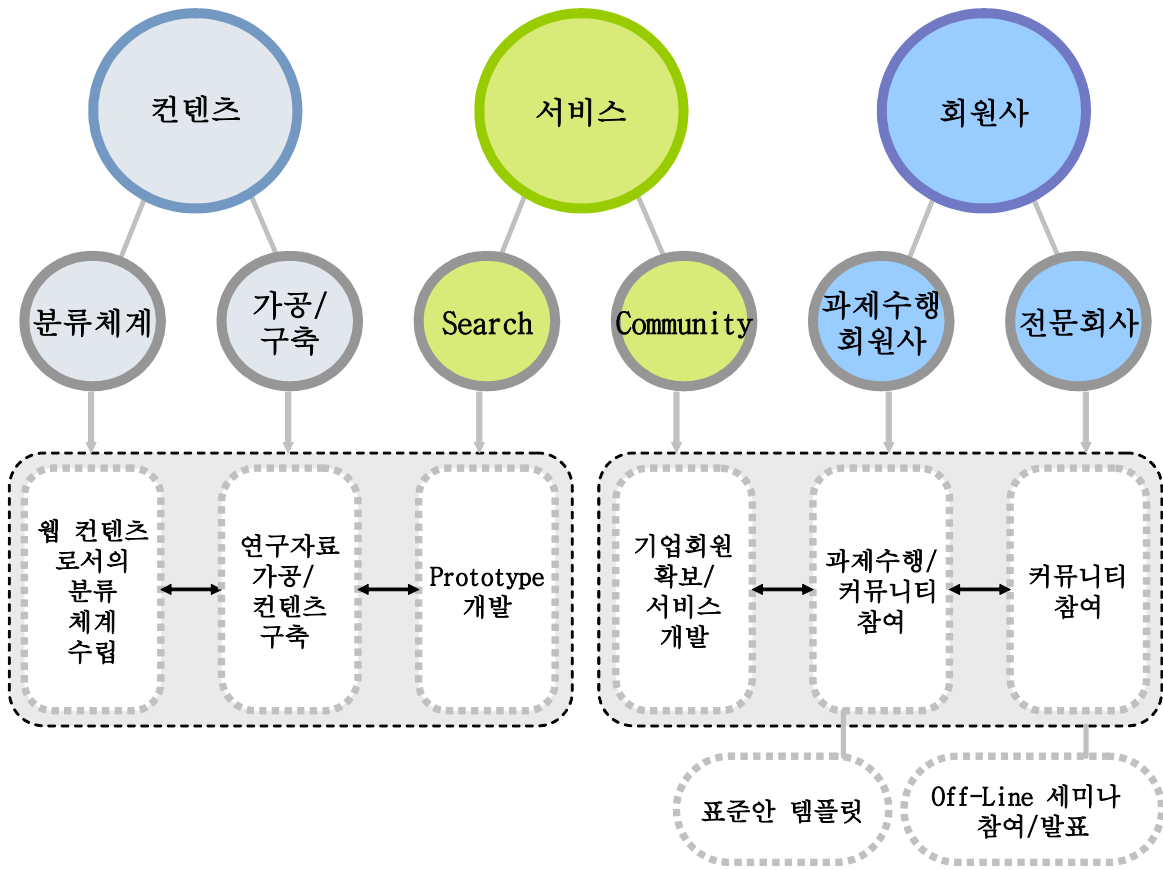 컨텐츠
서비스
회원사
분류체계
가공/
구축
Search
Community
과제수행
회원사
전문회사
웹 컨텐츠
로서의
분류
체계
수립
연구자료
가공/
컨텐츠
구축
Prototype
개발
기업회원
확보/
서비스
개발
과제수행/
커뮤니티
참여
커뮤니티
참여
표준안 템플릿
Off-Line 세미나
참여/발표